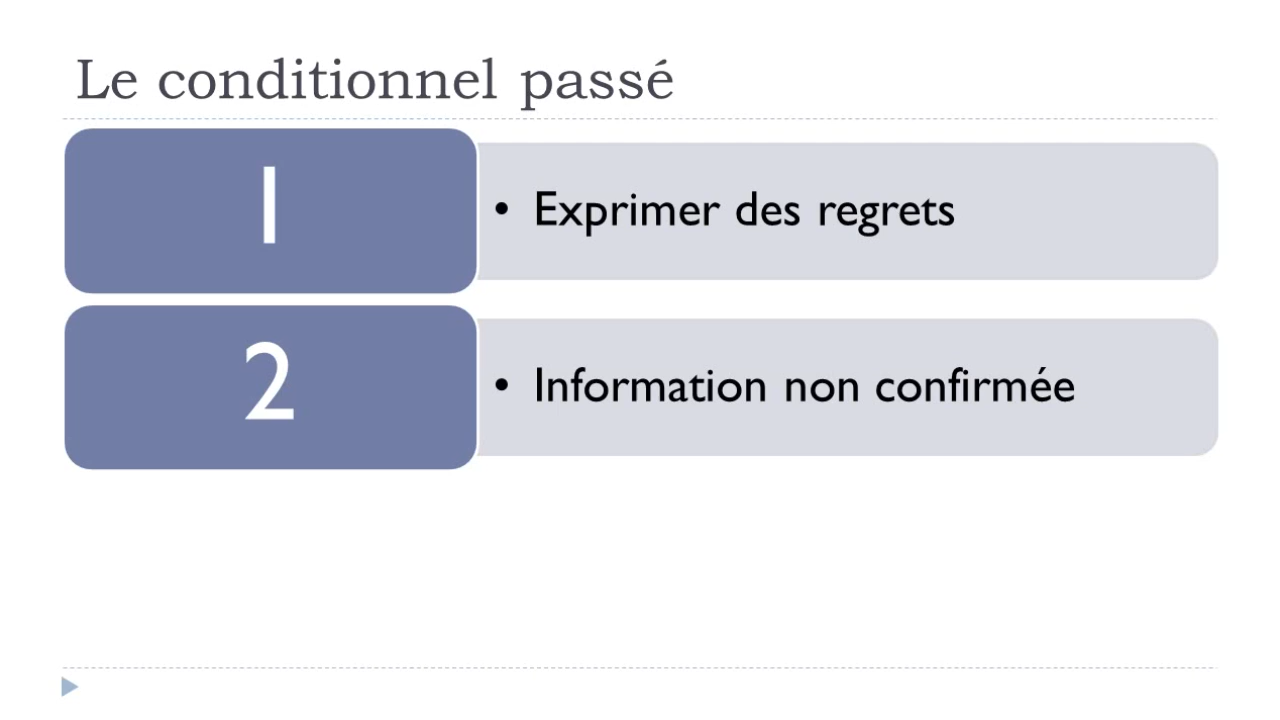 Le conditionnel passé
1
• Exprimer des regrets
2
• Information non confirmée